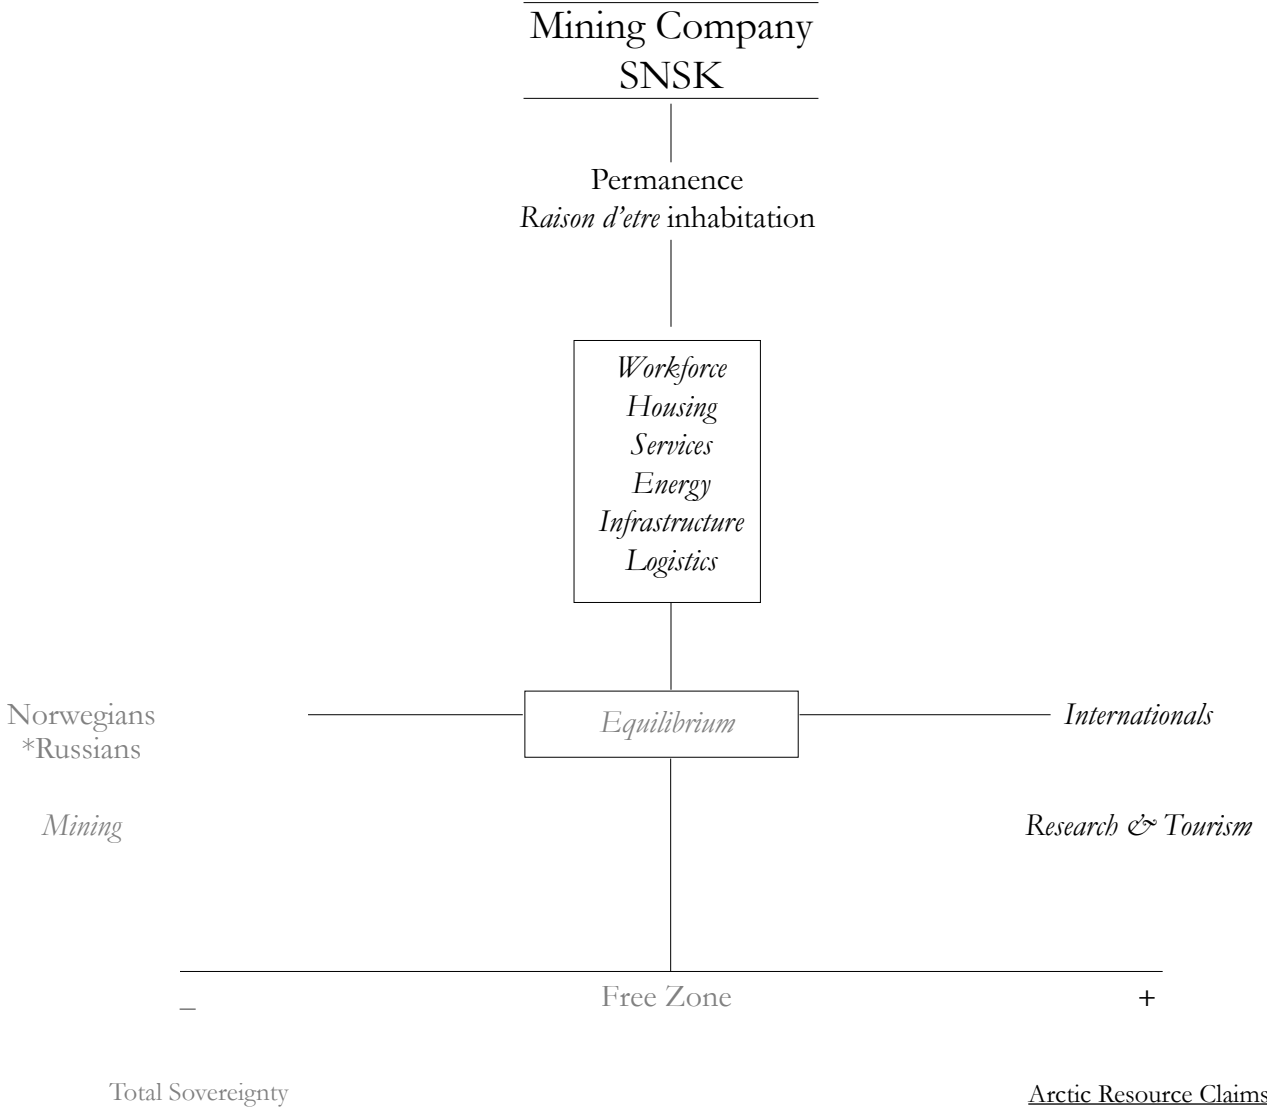 Mining Company
SNSK
Permanence
Raison d'etre inhabitation
Workforce
Housing
Services
Energy
Infrastructure
Logistics
Norwegians
*Russians
Equilibrium
Internationals
Mining
Research & Tourism
_
Free Zone
+
Total Sovereignty
Arctic Resource Claims